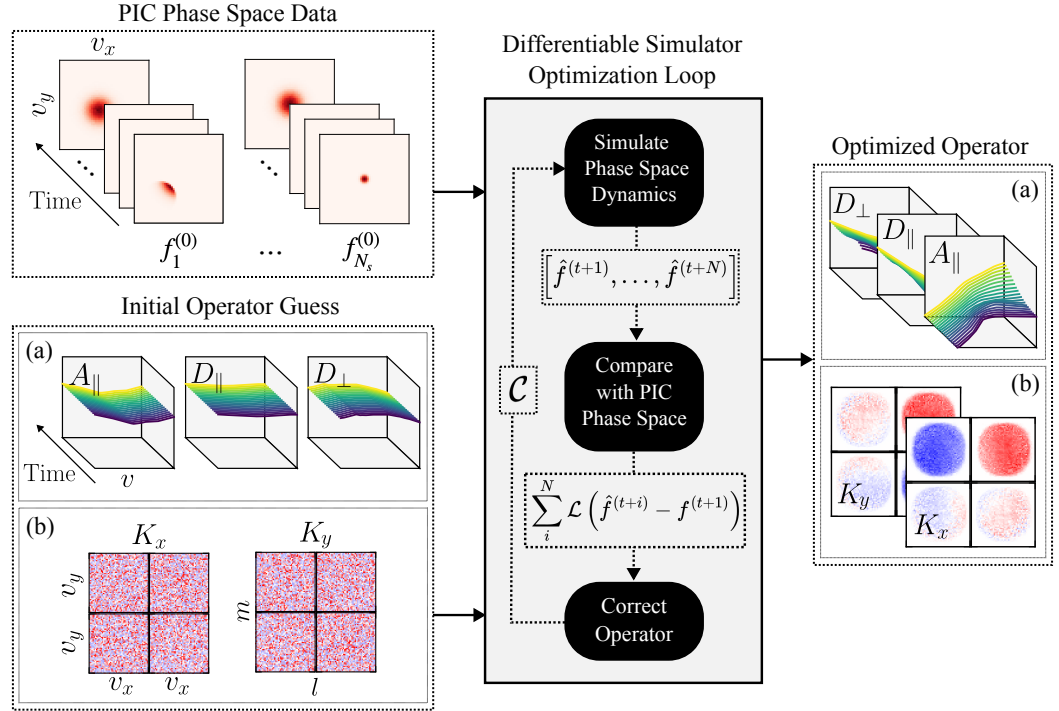 PIC Phase Space Data
v_x
v_y
...
...
Time
f_1^{(0)}
...
f_{N_s}^{(0)}
Initial Operator Guess
(a)
A_∥
D_∥
D_⊥
Time
v
(b)
K_x
K_y
v_y
v_y
m
v_x
v_x
l
Differentiable Simulator
Optimization Loop
Simulate
Phase Space
Dynamics
[f̂^{(t+1)}, . . . , f̂^{(t+N)}]
C
Compare
with PIC
Phase Space
\sum_i^N L(f̂^{(t+i)} − f^{(t+1)})
Correct
Operator
Optimized Operator
(a)
D_⊥
D_∥
A_∥
(b)
K_y
K_x